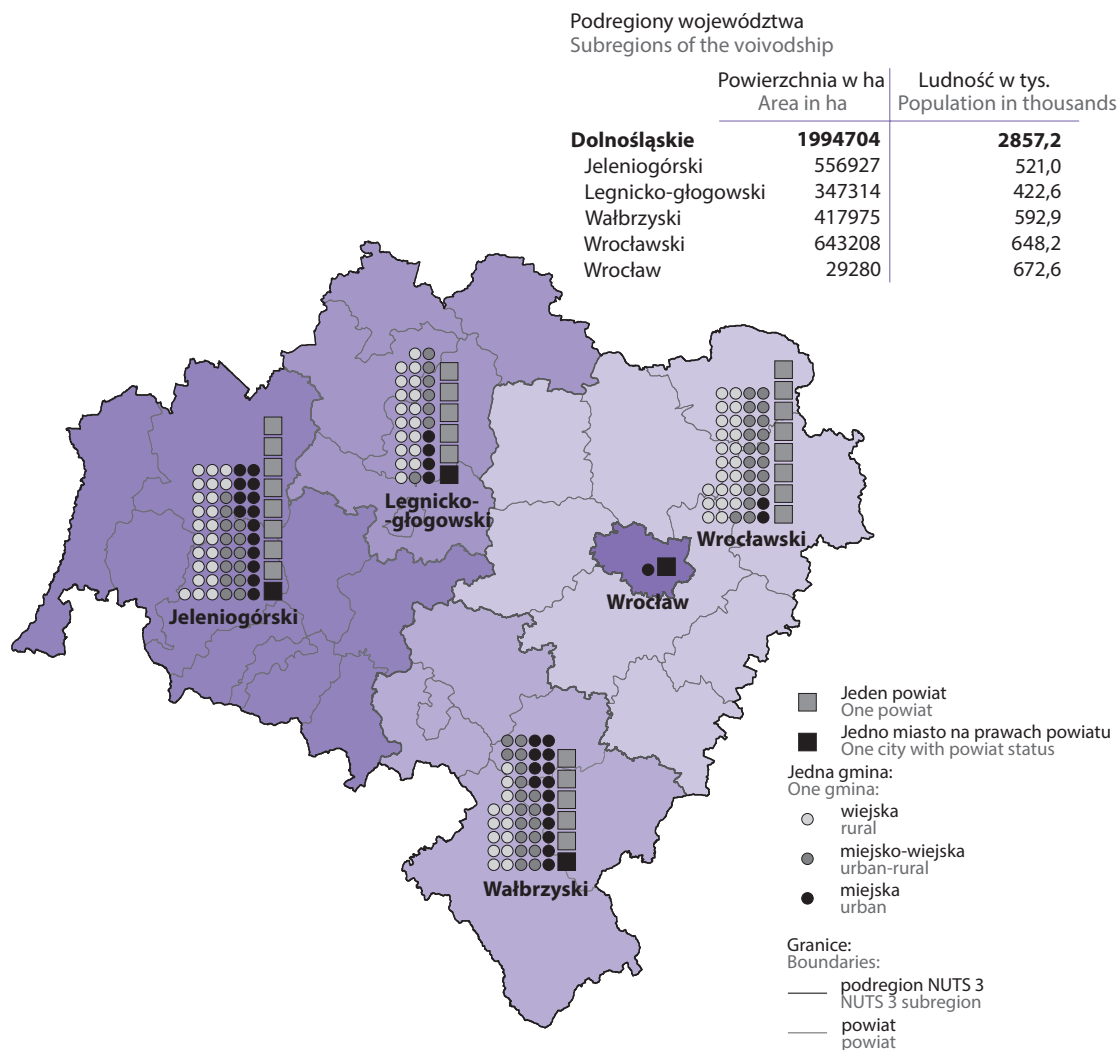 Podregiony województwa
Subregions of the voivodship
Powierzchnia w ha Ludność w tys.
Area in ha Population in thousands
Dolnośląskie 1994704 2857,2
Jeleniogórski 556927 521,0
Legnicko-głogowski 347314 422,6
Wałbrzyski 417975 592,9
Wrocławski 643208 648,2
Wrocław 29280 672,6
Legnicko-
-głogowski
Wrocławski
Wrocław
Jeleniogórski
Wałbrzyski
Jeden powiat
One powiat
Jedno miasto na prawach powiatu
One city with powiat status
Jedna gmina:
One gmina:
wiejska
rural
miejsko-wiejska
urban-rural
miejska
urban
Granice:
Boundaries:
podregion NUTS 3
NUTS 3 subregion
powiat
powiat